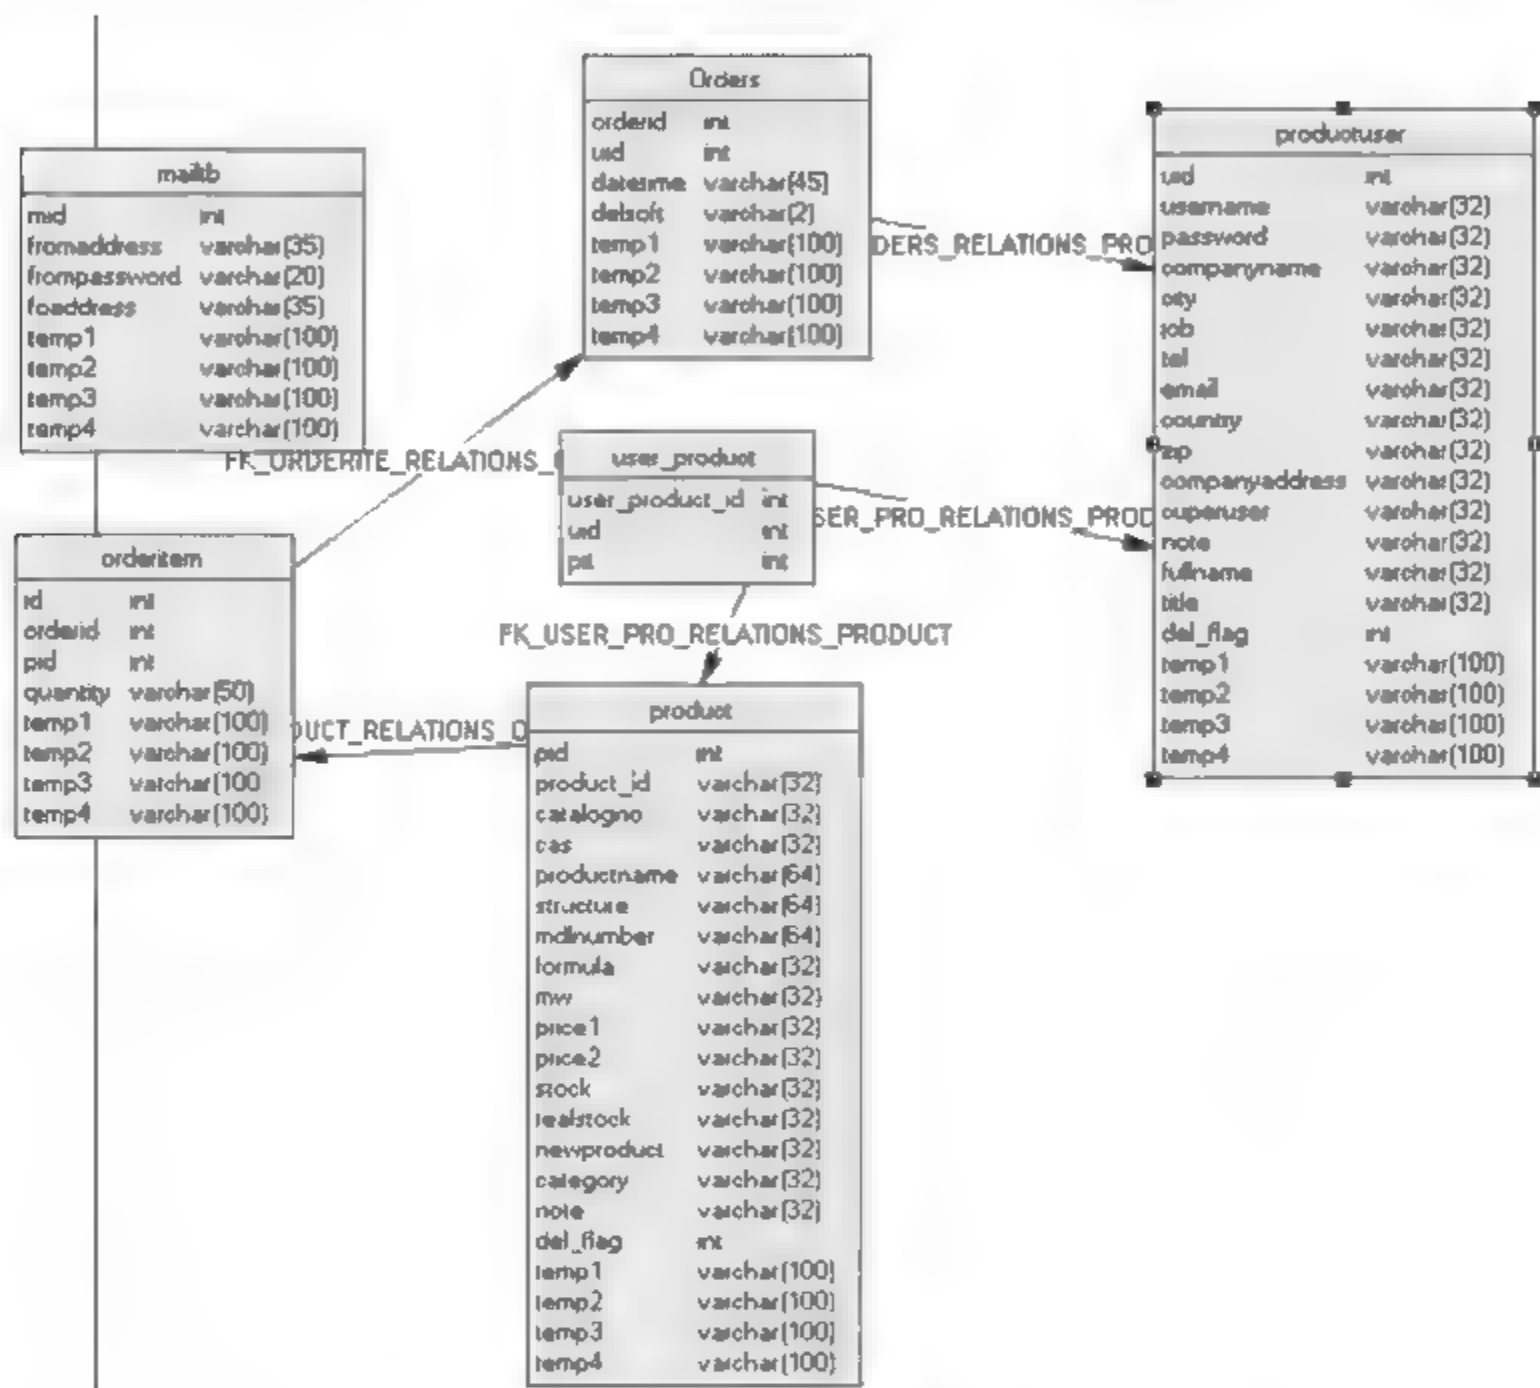 Orders
orderid int
uid int
datetime varchar(45)
delsoft varchar(2)
temp1 varchar(100)
temp2 varchar(100)
temp3 varchar(100)
temp4 varchar(100)
productuser
uid int
username varchar(32)
password varchar(32)
companyname varchar(32)
city varchar(32)
job varchar(32)
tel varchar(32)
email varchar(32)
country varchar(32)
zip varchar(32)
companyaddress varchar(32)
varchar(32)
note varchar(32)
fullname varchar(32)
title varchar(32)
del_flag int
temp1 varchar(100)
temp2 varchar(100)
temp3 varchar(100)
temp4 varchar(100)
mid int
fromaddress varchar(35)
frompassword varchar(20)
varchar(35)
temp1 varchar(100)
temp2 varchar(100)
temp3 varchar(100)
temp4 varchar(100)
DERS_RELATIONS_PRO
FK_ORDERITE_RELATIONS_
user_product
user_product_id int
uid int
pid int
SER_PRO_RELATIONS_PROD
FK_USER_PRO_RELATIONS_PRODUCT
orderitem
id int
orderid int
pid int
quantity varchar(50)
temp1 varchar(100)
temp2 varchar(100)
temp3 varchar(100
temp4 varchar(100)
DUCT_RELATIONS_O
product
pid int
product_id varchar(32)
catalogno varchar(32)
cas varchar(32)
productname varchar(64)
structure varchar(64)
mdlnumber varchar(64)
formula varchar(32)
mw varchar(32)
price1 varchar(32)
price2 varchar(32)
stock varchar(32)
realstock varchar(32)
newproduct varchar(32)
category varchar(32)
note varchar(32)
del_flag int
temp1 varchar(100)
temp2 varchar(100)
temp3 varchar(100)
temp4 varchar(100)